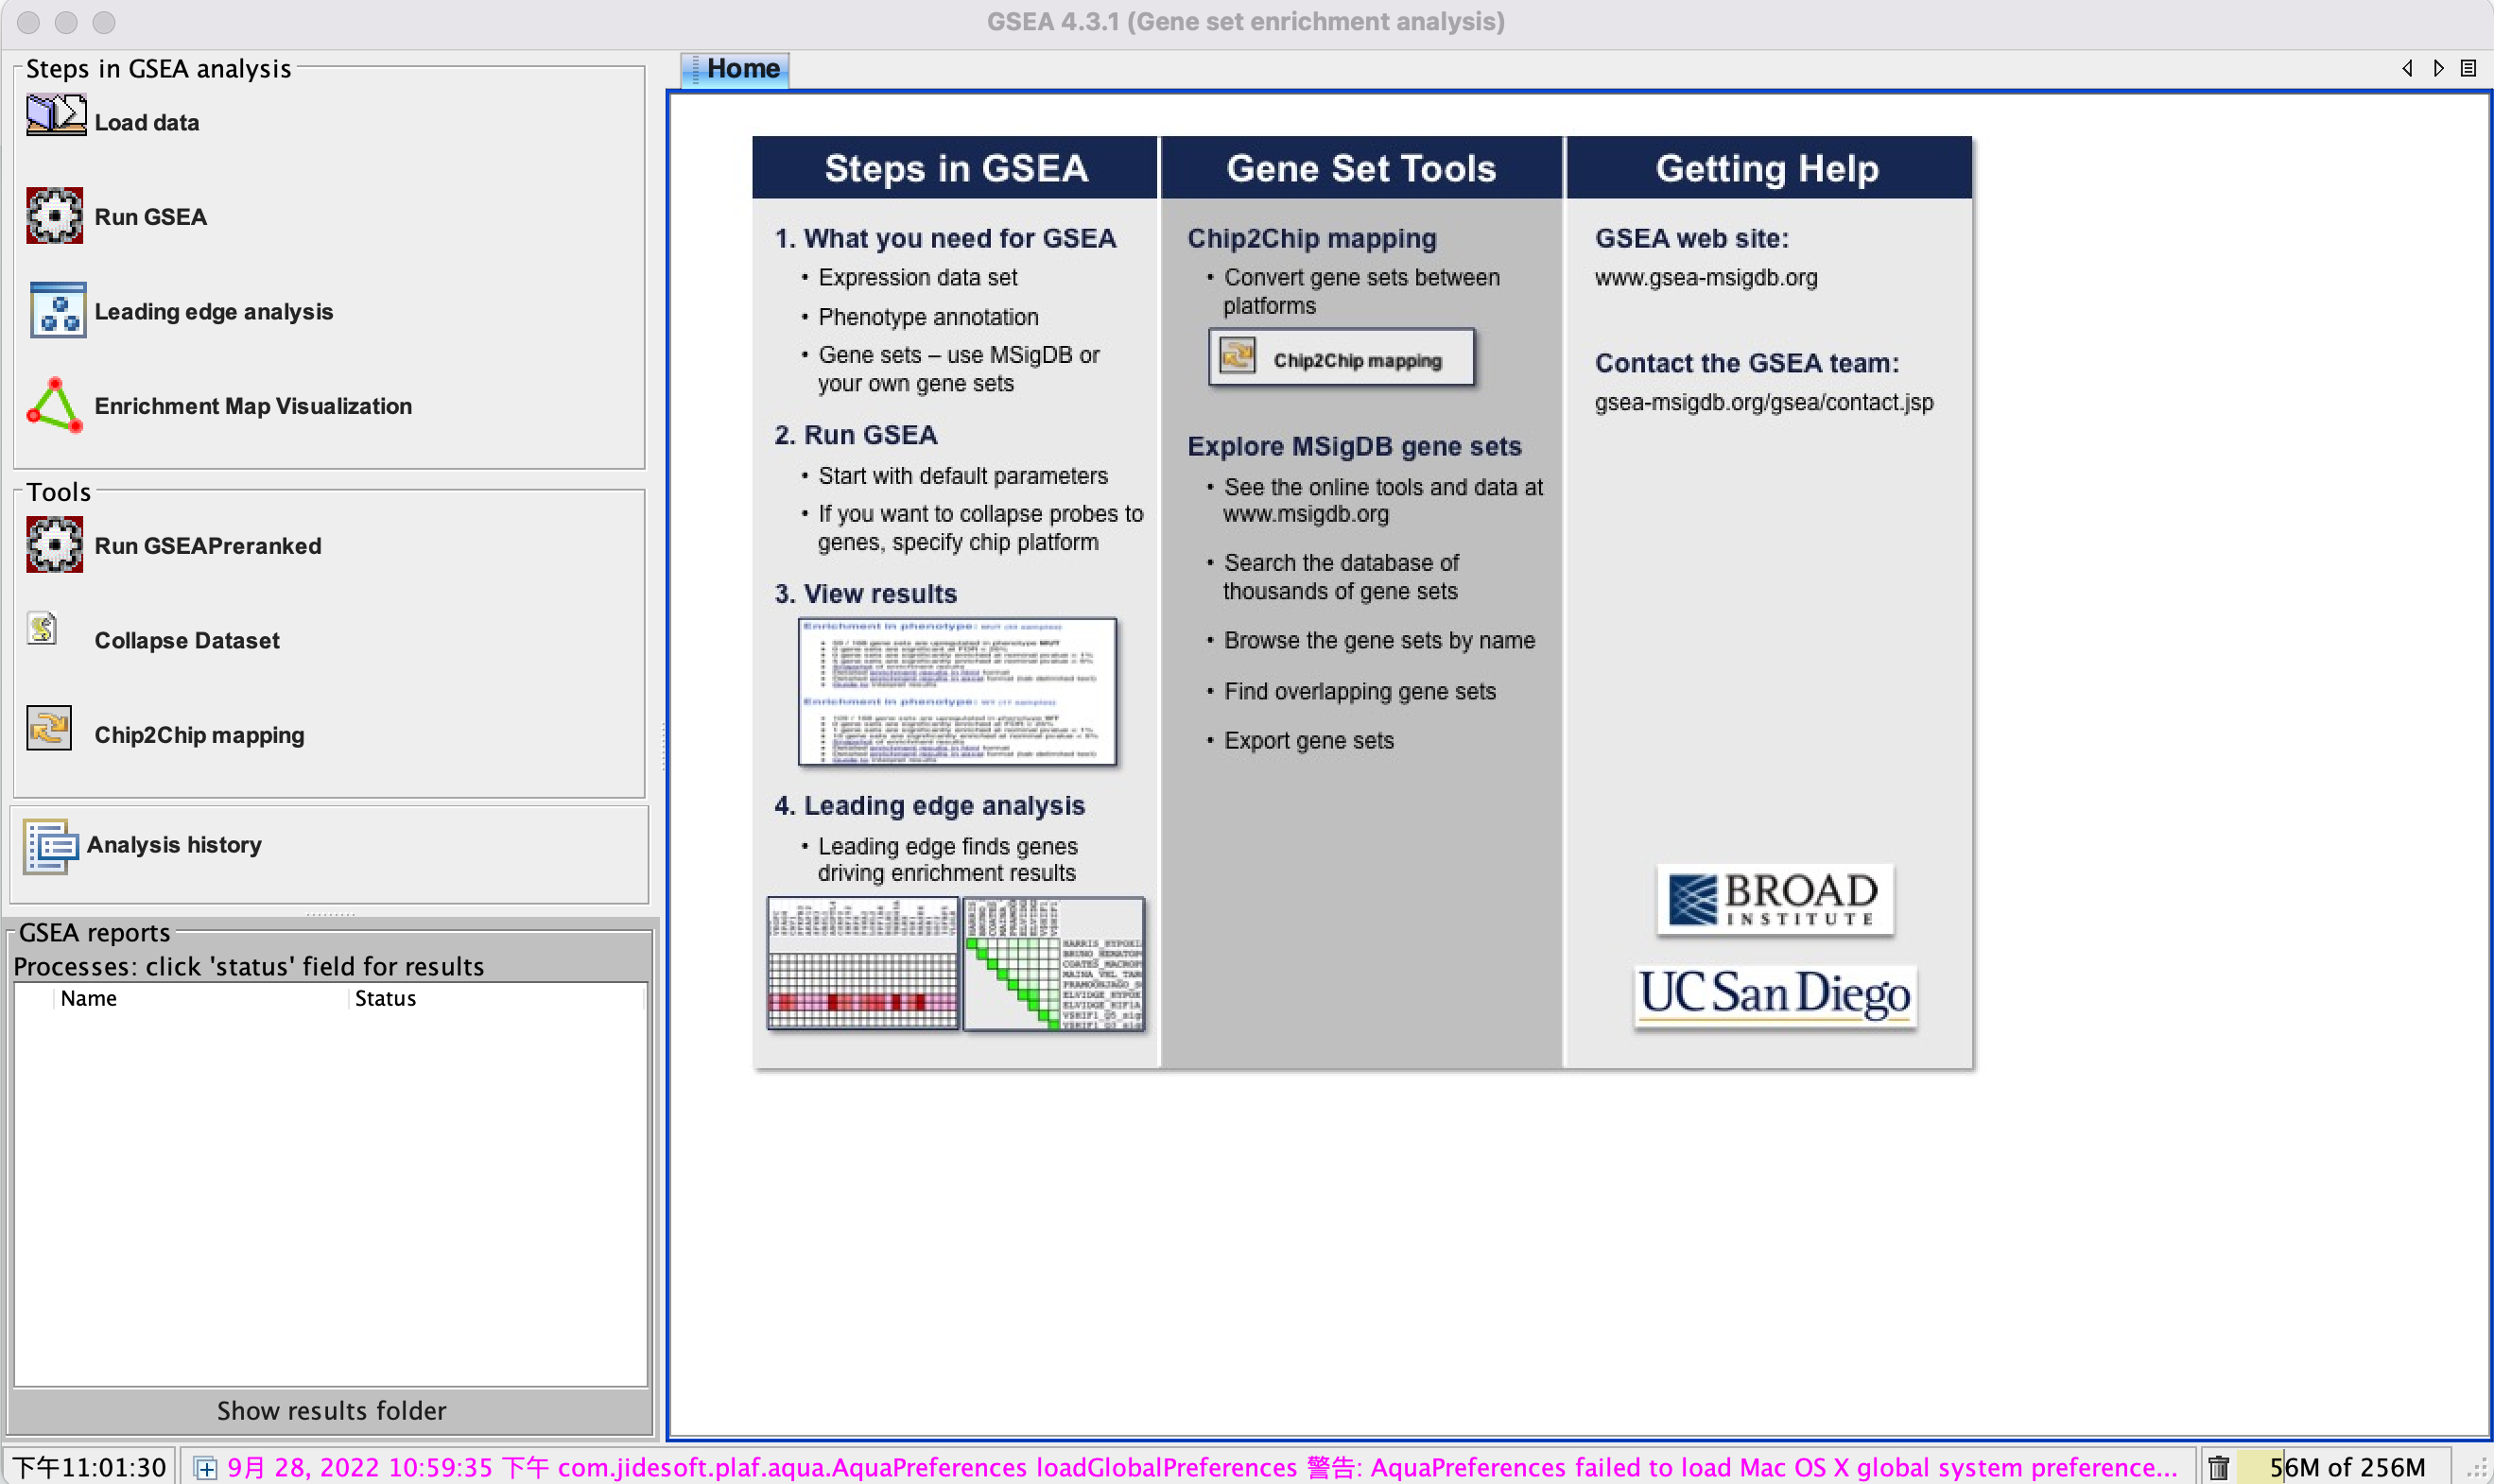 GSEA 4.3.1 (Gene set enrichment analysis)
Steps in GSEA analysis
Load data
Run GSEA
Leading edge analysis
Enrichment Map Visualization
Tools
Run GSEAPreranked
Collapse Dataset
Chip2Chip mapping
Analysis history
GSEA reports
Processes: click 'status' field for results
Name Status
Show results folder
Home
Steps in GSEA
1. What you need for GSEA
• Expression data set
• Phenotype annotation
• Gene sets – use MSigDB or
your own gene sets
2. Run GSEA
• Start with default parameters
• If you want to collapse probes to
genes, specify chip platform
3. View results
Enrichment in phenotype:
Enrichment in phenotype:
4. Leading edge analysis
• Leading edge finds genes
driving enrichment results
Gene Set Tools
Chip2Chip mapping
• Convert gene sets between
platforms
Chip2Chip mapping
Explore MSigDB gene sets
• See the online tools and data at
www.msigdb.org
• Search the database of
thousands of gene sets
• Browse the gene sets by name
• Find overlapping gene sets
• Export gene sets
Getting Help
GSEA web site:
www.gsea-msigdb.org
Contact the GSEA team:
gsea-msigdb.org/gsea/contact.jsp
BROAD
INSTITUTE
UC San Diego
下午11:01:30
9月 28, 2022 10:59:35 下午 com.jidesoft.plaf.aqua.AquaPreferences loadGlobalPreferences 警告: AquaPreferences failed to load Mac OS X global system preference...
56M of 256M